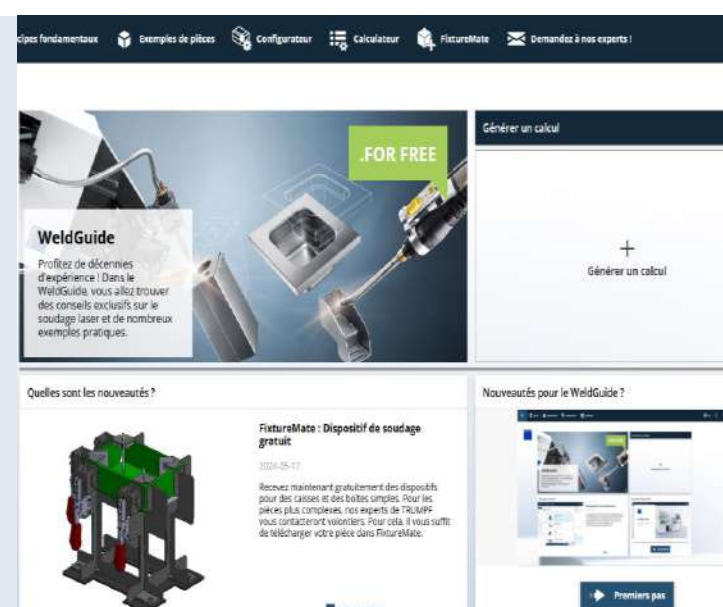 cipes fondamentaux Exemples de pièces Configurateur Calculateur FixtureMate Demandez à nos experts !
.FOR FREE
WeldGuide
Profitez de décennies
d'expérience ! Dans le
WeldGuide, vous allez trouver
des conseils exclusifs sur le
soudage laser et de nombreux
exemples pratiques.
Générer un calcul
Générer un calcul
Quelles sont les nouveautés ?
FixtureMate : Dispositif de soudage
gratuit
2024-05-17
Recevez maintenant gratuitement des dispositifs
pour des caisses et des boîtes simples. Pour les
pièces plus complexes, nos experts de TRUMPF
vous contacteront volontiers. Pour cela, il vous suffit
de télécharger votre pièce dans FixtureMate.
Nouveautés pour le WeldGuide ?
Premiers pas